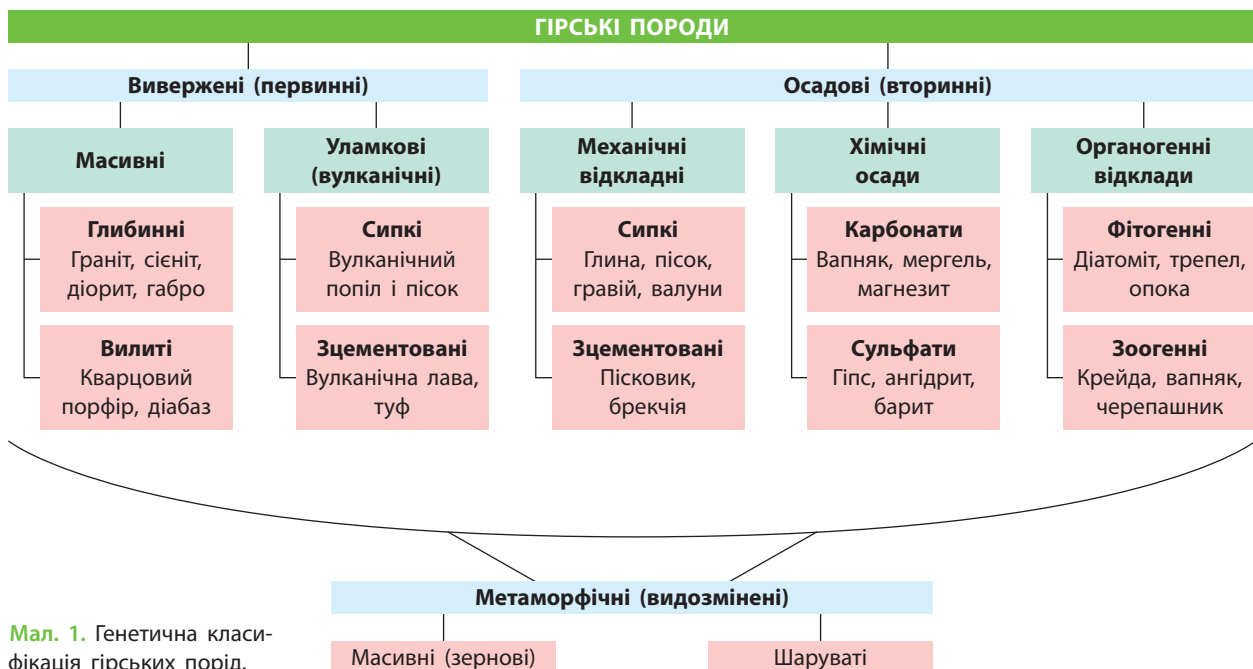 ГІРСЬКІ ПОРОДИ
Вивержені (первинні)
Осадові (вторинні)
Масивні
Уламкові
(вулканічні)
Механічні
відкладні
Хімічні
осади
Органогенні
відклади
Глибинні
Граніт, сієніт,
діорит, габро
Сипкі
Вулканічний
попіл і пісок
Сипкі
Глина, пісок,
гравій, валуни
Карбонати
Вапняк, мергель,
магнезит
Фітогенні
Діатоміт, трепел,
опока
Вилиті
Кварцовий
порфір, діабаз
Зцементовані
Вулканічна лава,
туф
Зцементовані
Пісковик,
брекчія
Сульфати
Гіпс, ангідрит,
барит
Зоогенні
Крейда, вапняк,
черепашник
Метаморфічні (видозмінені)
Масивні (зернові)
Шаруваті
Мал. 1. Генетична класи-
фікація гірських порід.